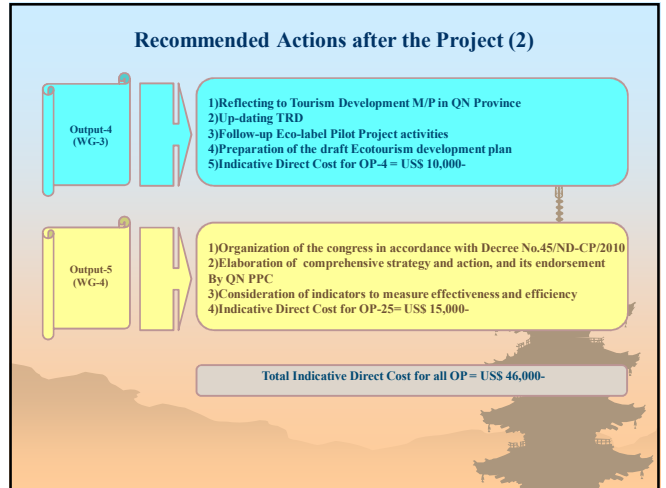 Recommended Actions after the Project (2)
Output-4
(WG-3)
1)Reflecting to Tourism Development M/P in QN Province
2)Up-dating TRD
3)Follow-up Eco-label Pilot Project activities
4)Preparation of the draft Ecotourism development plan
5)Indicative Direct Cost for OP-4 = US$ 10,000-
Output-5
(WG-4)
1)Organization of the congress in accordance with Decree No.45/ND-CP/2010
2)Elaboration of comprehensive strategy and action, and its endorsement
By QN PPC
3)Consideration of indicators to measure effectiveness and efficiency
4)Indicative Direct Cost for OP-25= US$ 15,000-
Total Indicative Direct Cost for all OP = US$ 46,000-